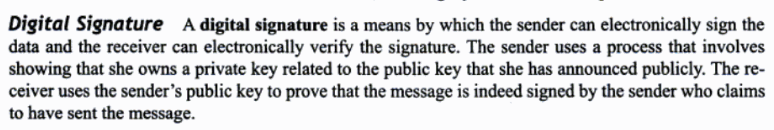 Digital Signature A digital signature is a means by which the sender can electronically sign the
data and the receiver can electronically verify the signature. The sender uses a process that involves
showing that she owns a private key related to the public key that she has announced publicly. The re-
ceiver uses the sender's public key to prove that the message is indeed signed by the sender who claims
to have sent the message.